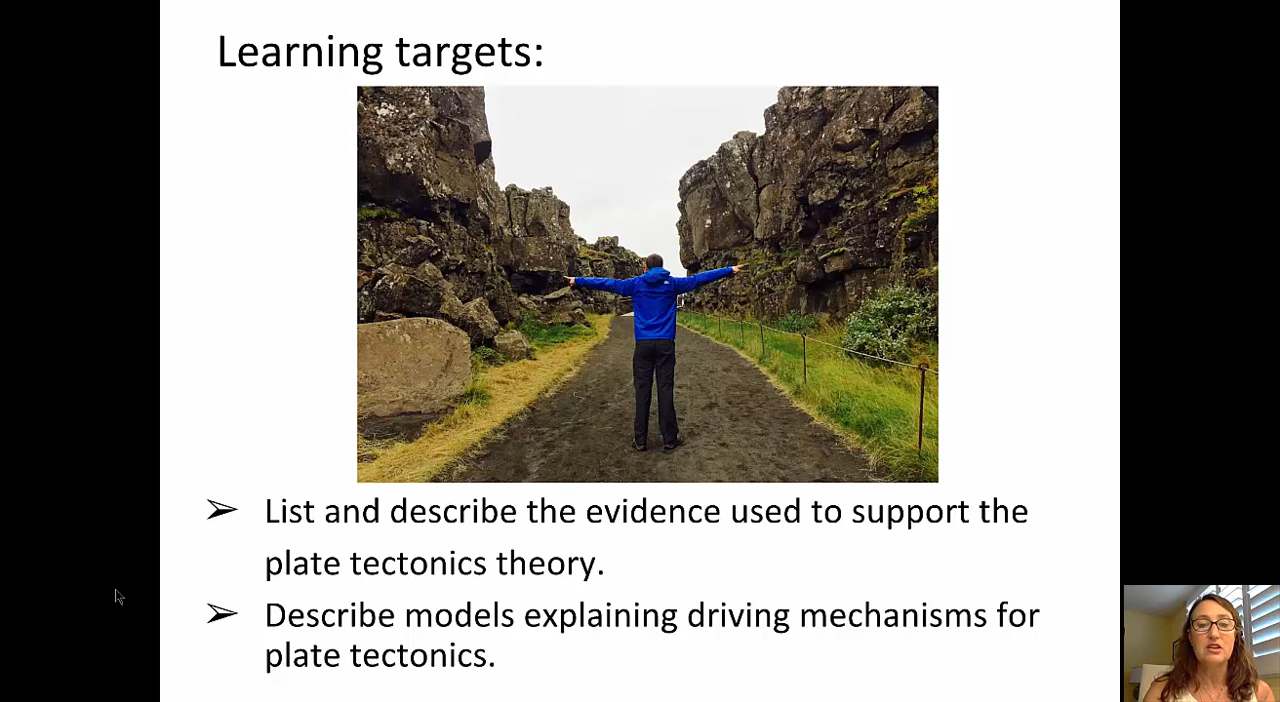 Learning targets:
➢ List and describe the evidence used to support the
plate tectonics theory.
➢ Describe models explaining driving mechanisms for
plate tectonics.